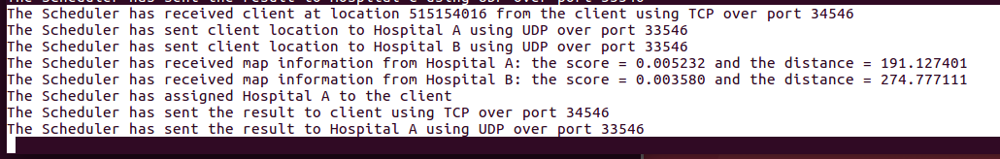 The Scheduler has received client at location 515154016 from the client using TCP over port 34546
The Scheduler has sent client location to Hospital A using UDP over port 33546
The Scheduler has sent client location to Hospital B using UDP over port 33546
The Scheduler has received map information from Hospital A: the score = 0.005232 and the distance = 191.127401
The Scheduler has received map information from Hospital B: the score = 0.003580 and the distance = 274.777111
The Scheduler has assigned Hospital A to the client
The Scheduler has sent the result to client using TCP over port 34546
The Scheduler has sent the result to Hospital A using UDP over port 33546